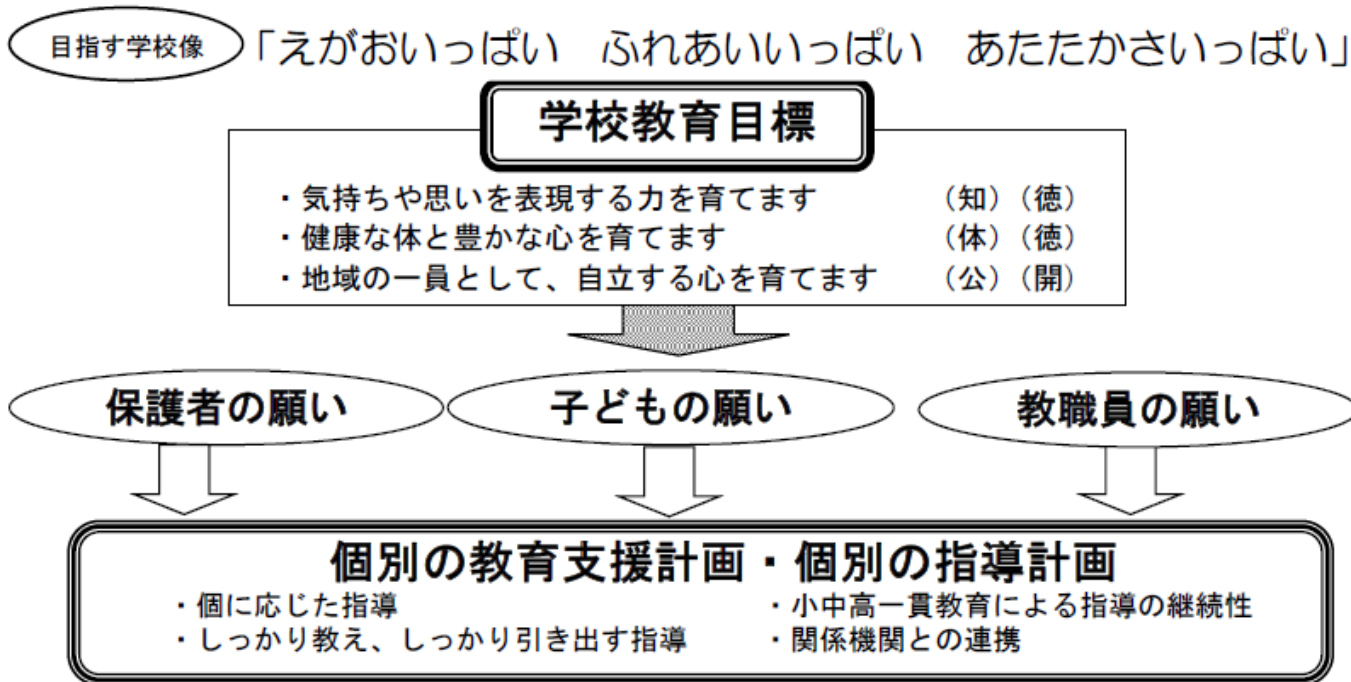 目指す学校像 「えがおいっぱい　ふれあいいっぱい　あたたかさいっぱい」
学校教育目標
・気持ちや思いを表現する力を育てます　（知）（徳）
・健康な体と豊かな心を育てます　（体）（徳）
・地域の一員として、自立する心を育てます　（公）（開）
保護者の願い　子どもの願い　教職員の願い
個別の教育支援計画・個別の指導計画
・個に応じた指導　・小中高一貫教育による指導の継続性
・しっかり教え、しっかり引き出す指導　・関係機関との連携